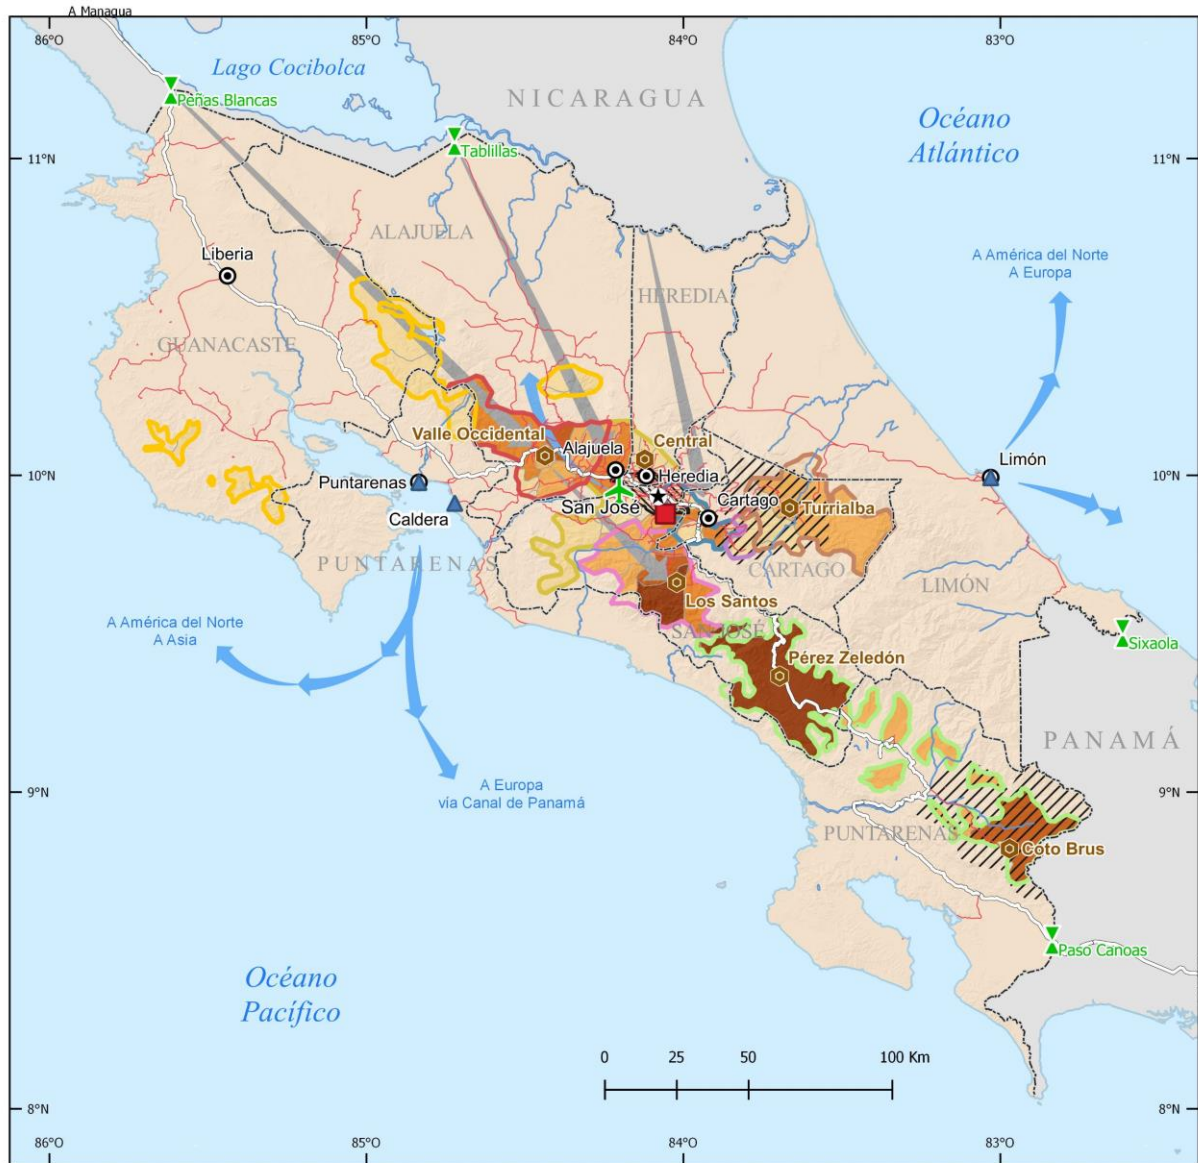 A Managua
86°O
85°O
84°O
83°O
Lago Cocibolca
Peñas Blancas
NICARAGUA
Océano
Atlántico
Tablillas
11°N
11°N
ALAJUELA
Liberia
HEREDIA
A América del Norte
A Europa
GUANACASTE
Valle Occidental
Alajuela
Central
Limón
10°N
Puntarenas
Heredia
10°N
Caldera
San José
Cartago
Turrialba
PUNTARENAS
CARTAGO
LIMÓN
Los Santos
A América del Norte
A Asia
SAN JOSÉ
Sixaola
Pérez Zeledón
PANAMÁ
A Europa
vía Canal de Panamá
9°N
9°N
PUNTARENAS
Coto Brus
Paso Canoas
Océano
Pacífico
0 25 50 100 Km
8°N
8°N
86°O
85°O
84°O
83°O